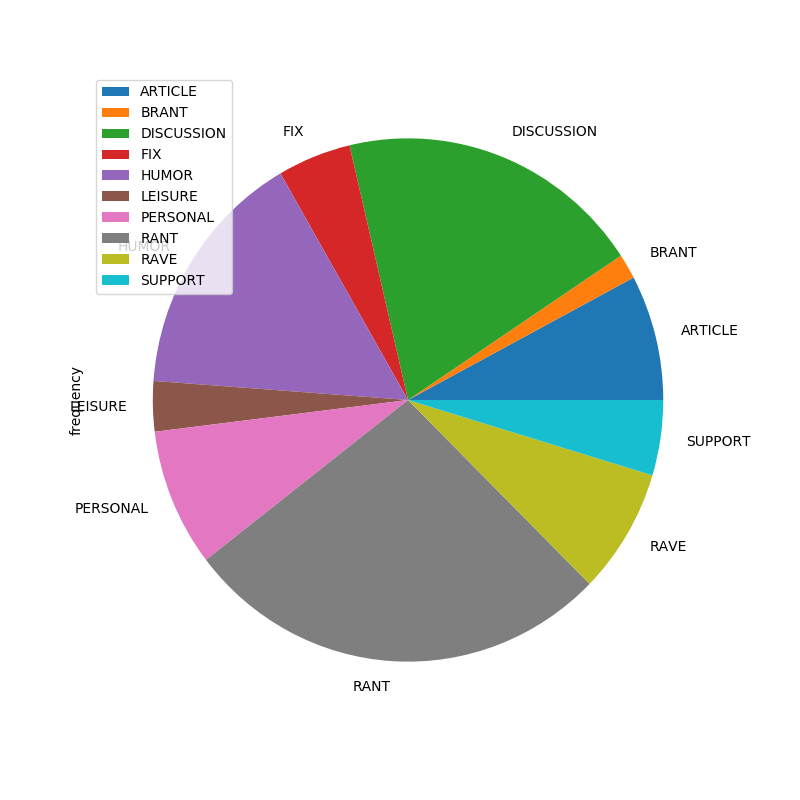 ARTICLE
BRANT
DISCUSSION
FIX
HUMOR
LEISURE
PERSONAL
RANT
RAVE
SUPPORT
FIX
DISCUSSION
BRANT
HUMOR
ARTICLE
frequency
LEISURE
SUPPORT
PERSONAL
RAVE
RANT